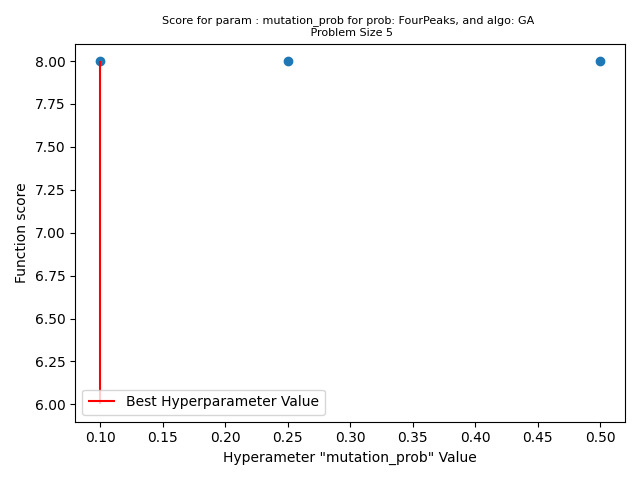 Score for param : mutation_prob for prob: FourPeaks, and algo: GA
Problem Size 5
8.00
7.75
7.50
7.25
7.00
6.75
6.50
6.25
6.00
Function score
Best Hyperparameter Value
0.10 0.15 0.20 0.25 0.30 0.35 0.40 0.45 0.50
Hyperameter "mutation_prob" Value